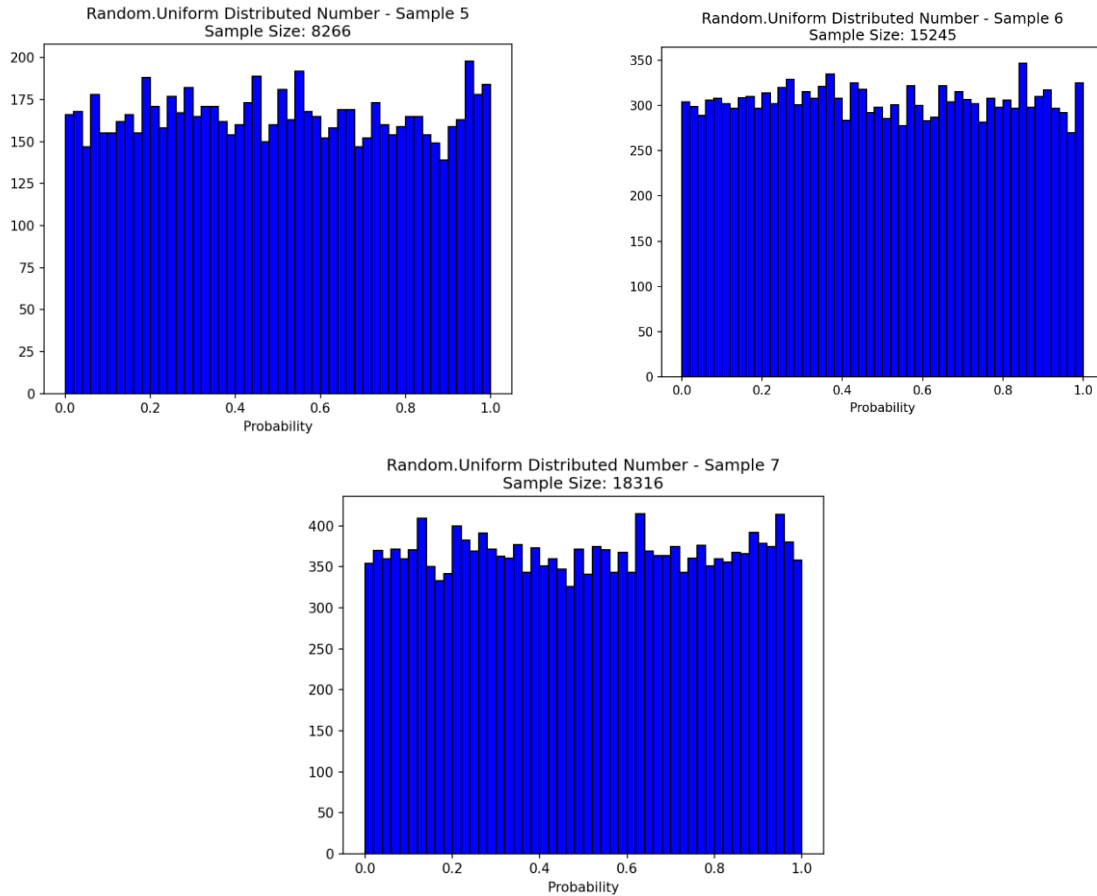 Random.Uniform Distributed Number - Sample 5
Sample Size: 8266
200
175
150
125
100
75
50
25
0
0.0 0.2 0.4 0.6 0.8 1.0
Probability
Random.Uniform Distributed Number - Sample 6
Sample Size: 15245
350
300
250
200
150
100
50
0
0.0 0.2 0.4 0.6 0.8 1.0
Probability
Random.Uniform Distributed Number - Sample 7
Sample Size: 18316
400
350
300
250
200
150
100
50
0
0.0 0.2 0.4 0.6 0.8 1.0
Probability